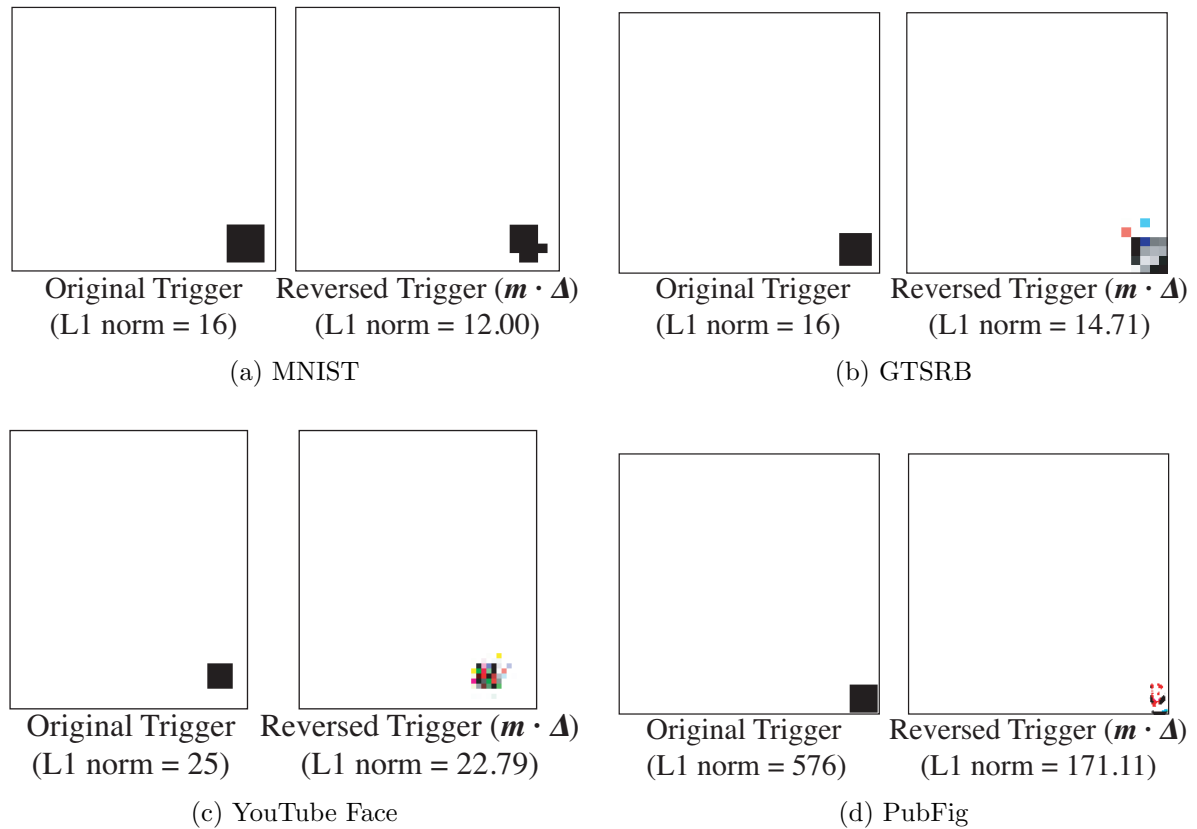 Original Trigger
(L1 norm = 16)
Reversed Trigger (m · Δ)
(L1 norm = 12.00)
(a) MNIST
Original Trigger
(L1 norm = 16)
Reversed Trigger (m · Δ)
(L1 norm = 14.71)
(b) GTSRB
Original Trigger
(L1 norm = 25)
Reversed Trigger (m · Δ)
(L1 norm = 22.79)
(c) YouTube Face
Original Trigger
(L1 norm = 576)
Reversed Trigger (m · Δ)
(L1 norm = 171.11)
(d) PubFig